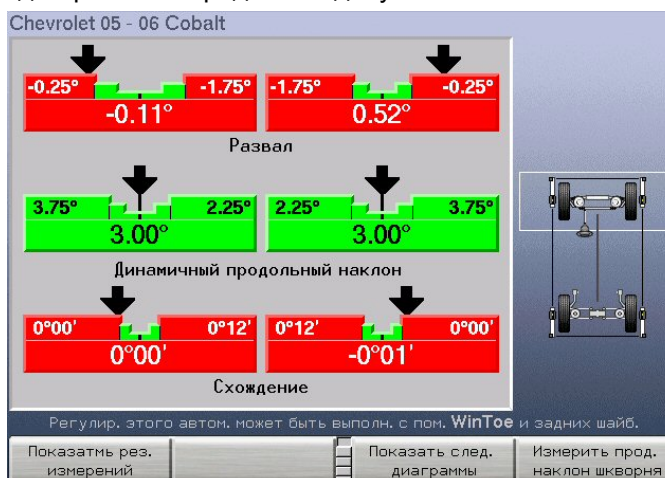 Chevrolet 05 - 06 Cobalt
-0.25° -1.75° -1.75° -0.25°
-0.11° 0.52°
Развал
3.75° 2.25° 2.25° 3.75°
3.00° 3.00°
Динамичный продольный наклон
0°00' 0°12' 0°12' 0°00'
0°00' -0°01'
Схождение
Регулир. этого автом. может быть выполн. с пом. WinToe и задних шайб.
Показатмь рез. измерений
Показать след. диаграммы
Измерить прод. наклон шкворня